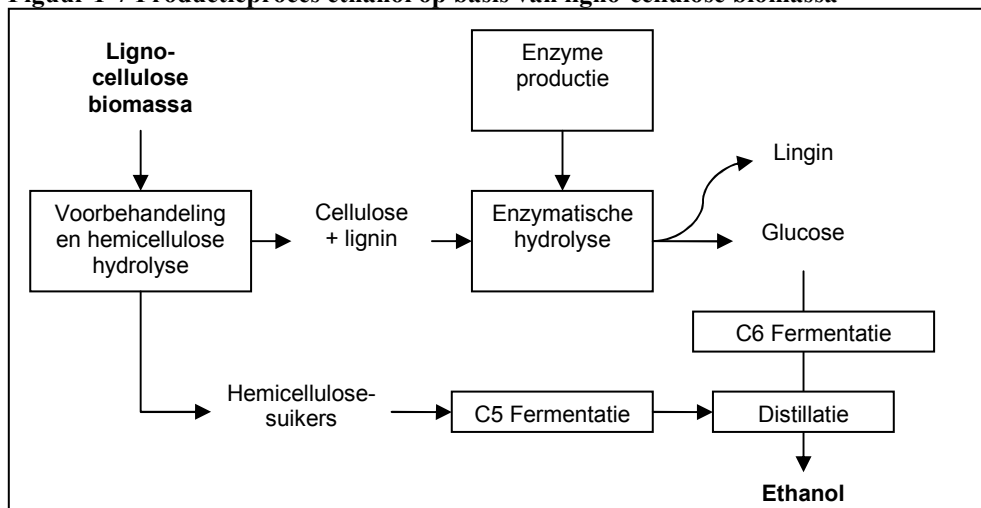 Figuur 1-7 Productieproces ethanol op basis van ligno-cellulose biomassa
Ligno-
cellulose
biomassa
Enzyme
productie
Lingin
Voorbehandeling
en hemicellulose
hydrolyse
Cellulose
+ lignin
Enzymatische
hydrolyse
Glucose
C6 Fermentatie
Hemicellulose-
suikers
C5 Fermentatie
Distillatie
Ethanol